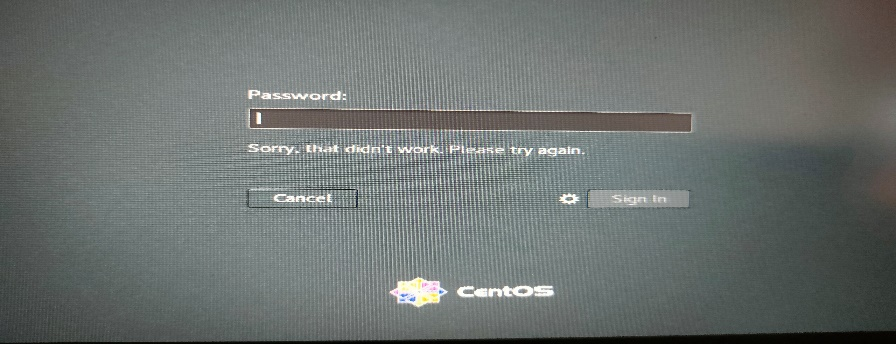 Password:
Sorry, that didn't work. Please try again.
Cancel
Sign In
CentOS